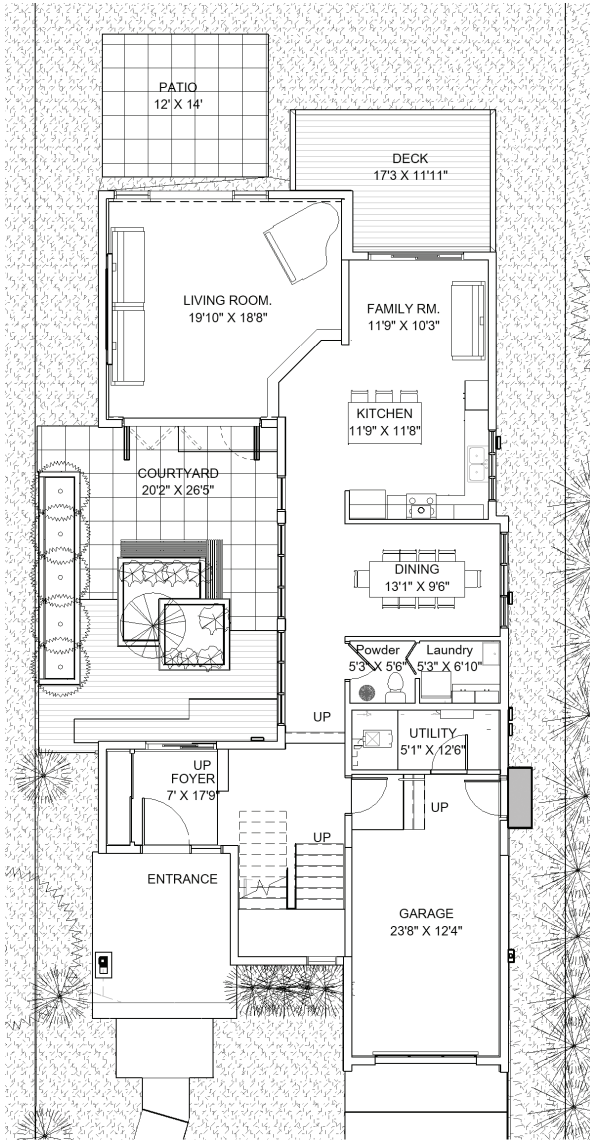 PATIO
12' X 14'
DECK
17'3 X 11'11"
LIVING ROOM.
19'10" X 18'8"
FAMILY RM.
11'9" X 10'3"
KITCHEN
11'9" X 11'8"
COURTYARD
20'2" X 26'5"
DINING
13'1" X 9'6"
Powder
5'3" X 5'6"
Laundry
5'3" X 6'10"
UP
UTILITY
5'1" X 12'6"
UP
FOYER
7' X 17'9"
UP
UP
ENTRANCE
GARAGE
23'8" X 12'4"